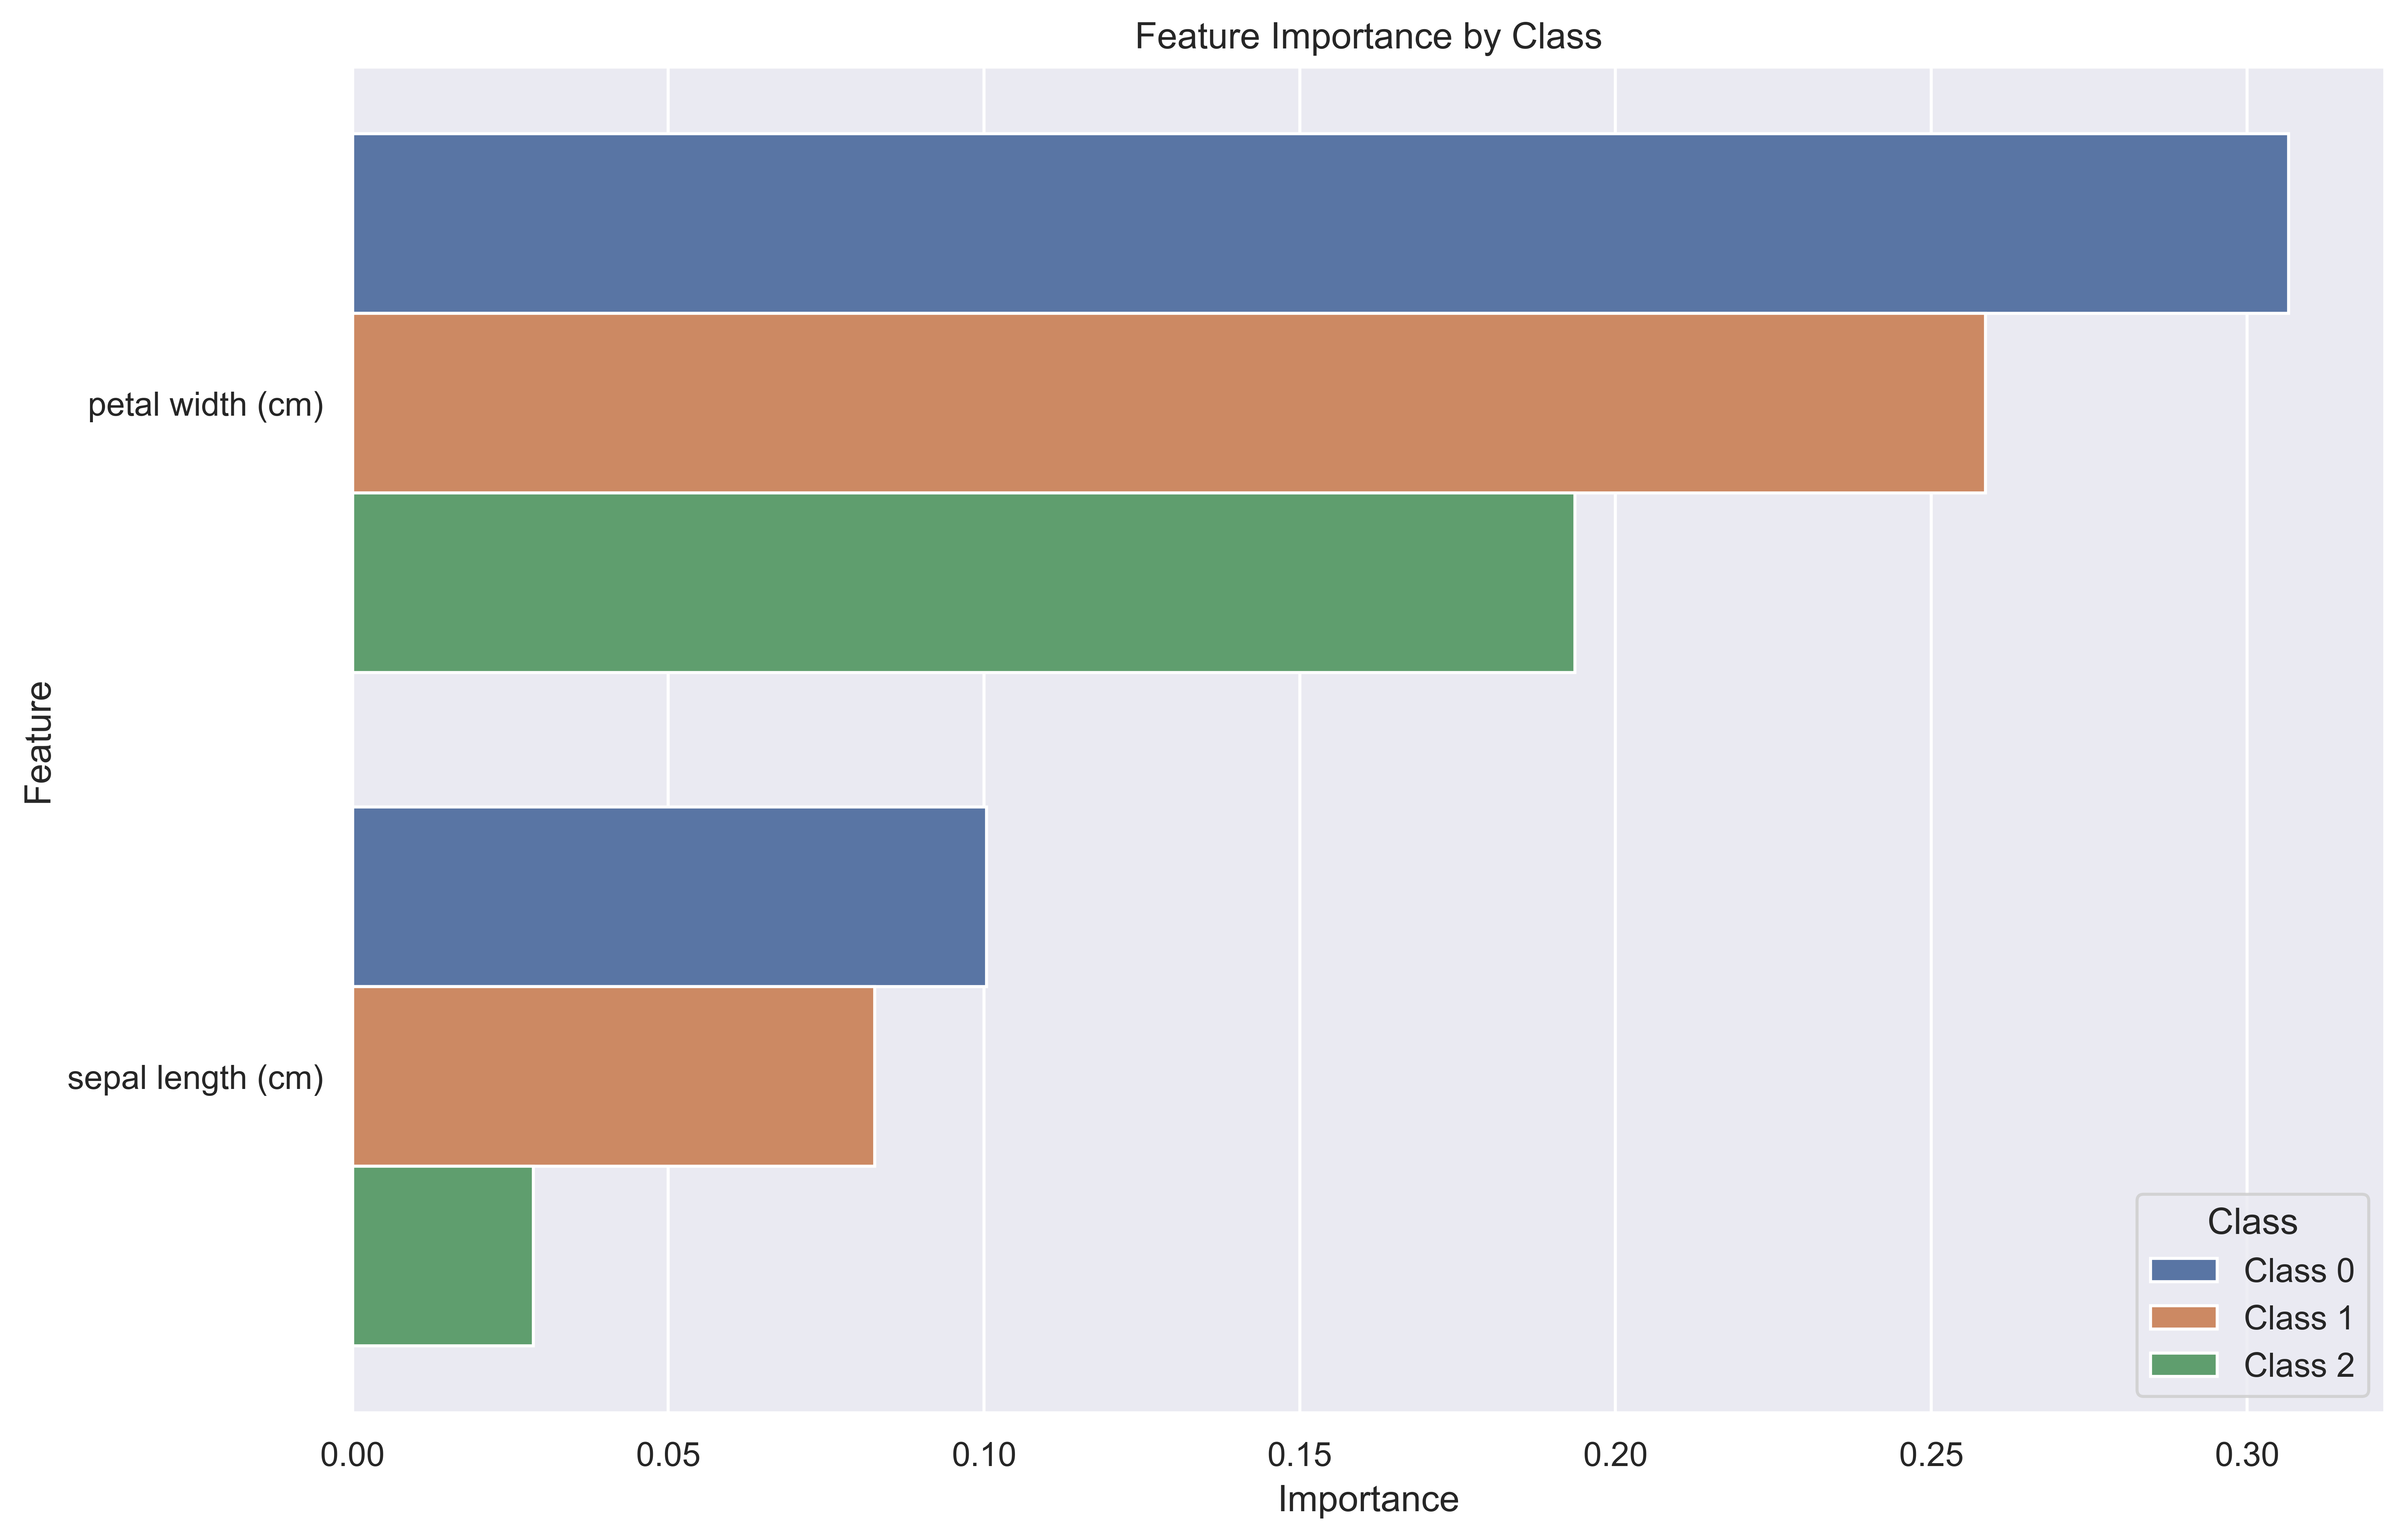 Feature Importance by Class
petal width (cm)
Feature
sepal length (cm)
Class
Class 0
Class 1
Class 2
0.00 0.05 0.10 0.15 0.20 0.25 0.30
Importance